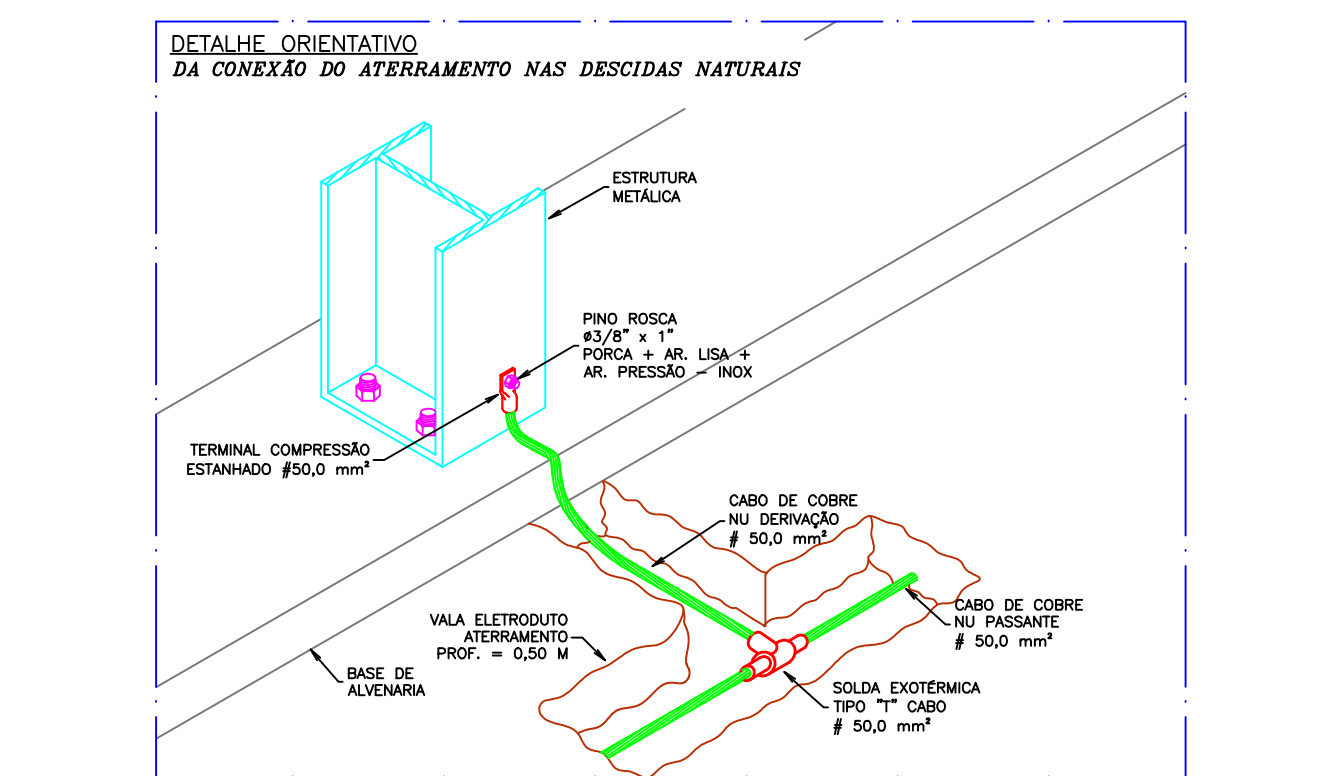 DETALHE ORIENTATIVO
DA CONEXÃO DO ATERRAMENTO NAS DESCIDAS NATURAIS
ESTRUTURA
METÁLICA
PINO ROSCA
ø3/8" x 1"
PORCA + AR. LISA +
AR. PRESSÃO - INOX
TERMINAL COMPRESSÃO
ESTANHADO #50,0 mm²
CABO DE COBRE
NU DERIVAÇÃO
# 50,0 mm²
CABO DE COBRE
NU PASSANTE
# 50,0 mm²
VALA ELETRODUTO
ATERRAMENTO
PROF. = 0,50 M
BASE DE
ALVENARIA
SOLDA EXOTÉRMICA
TIPO "T" CABO
# 50,0 mm²